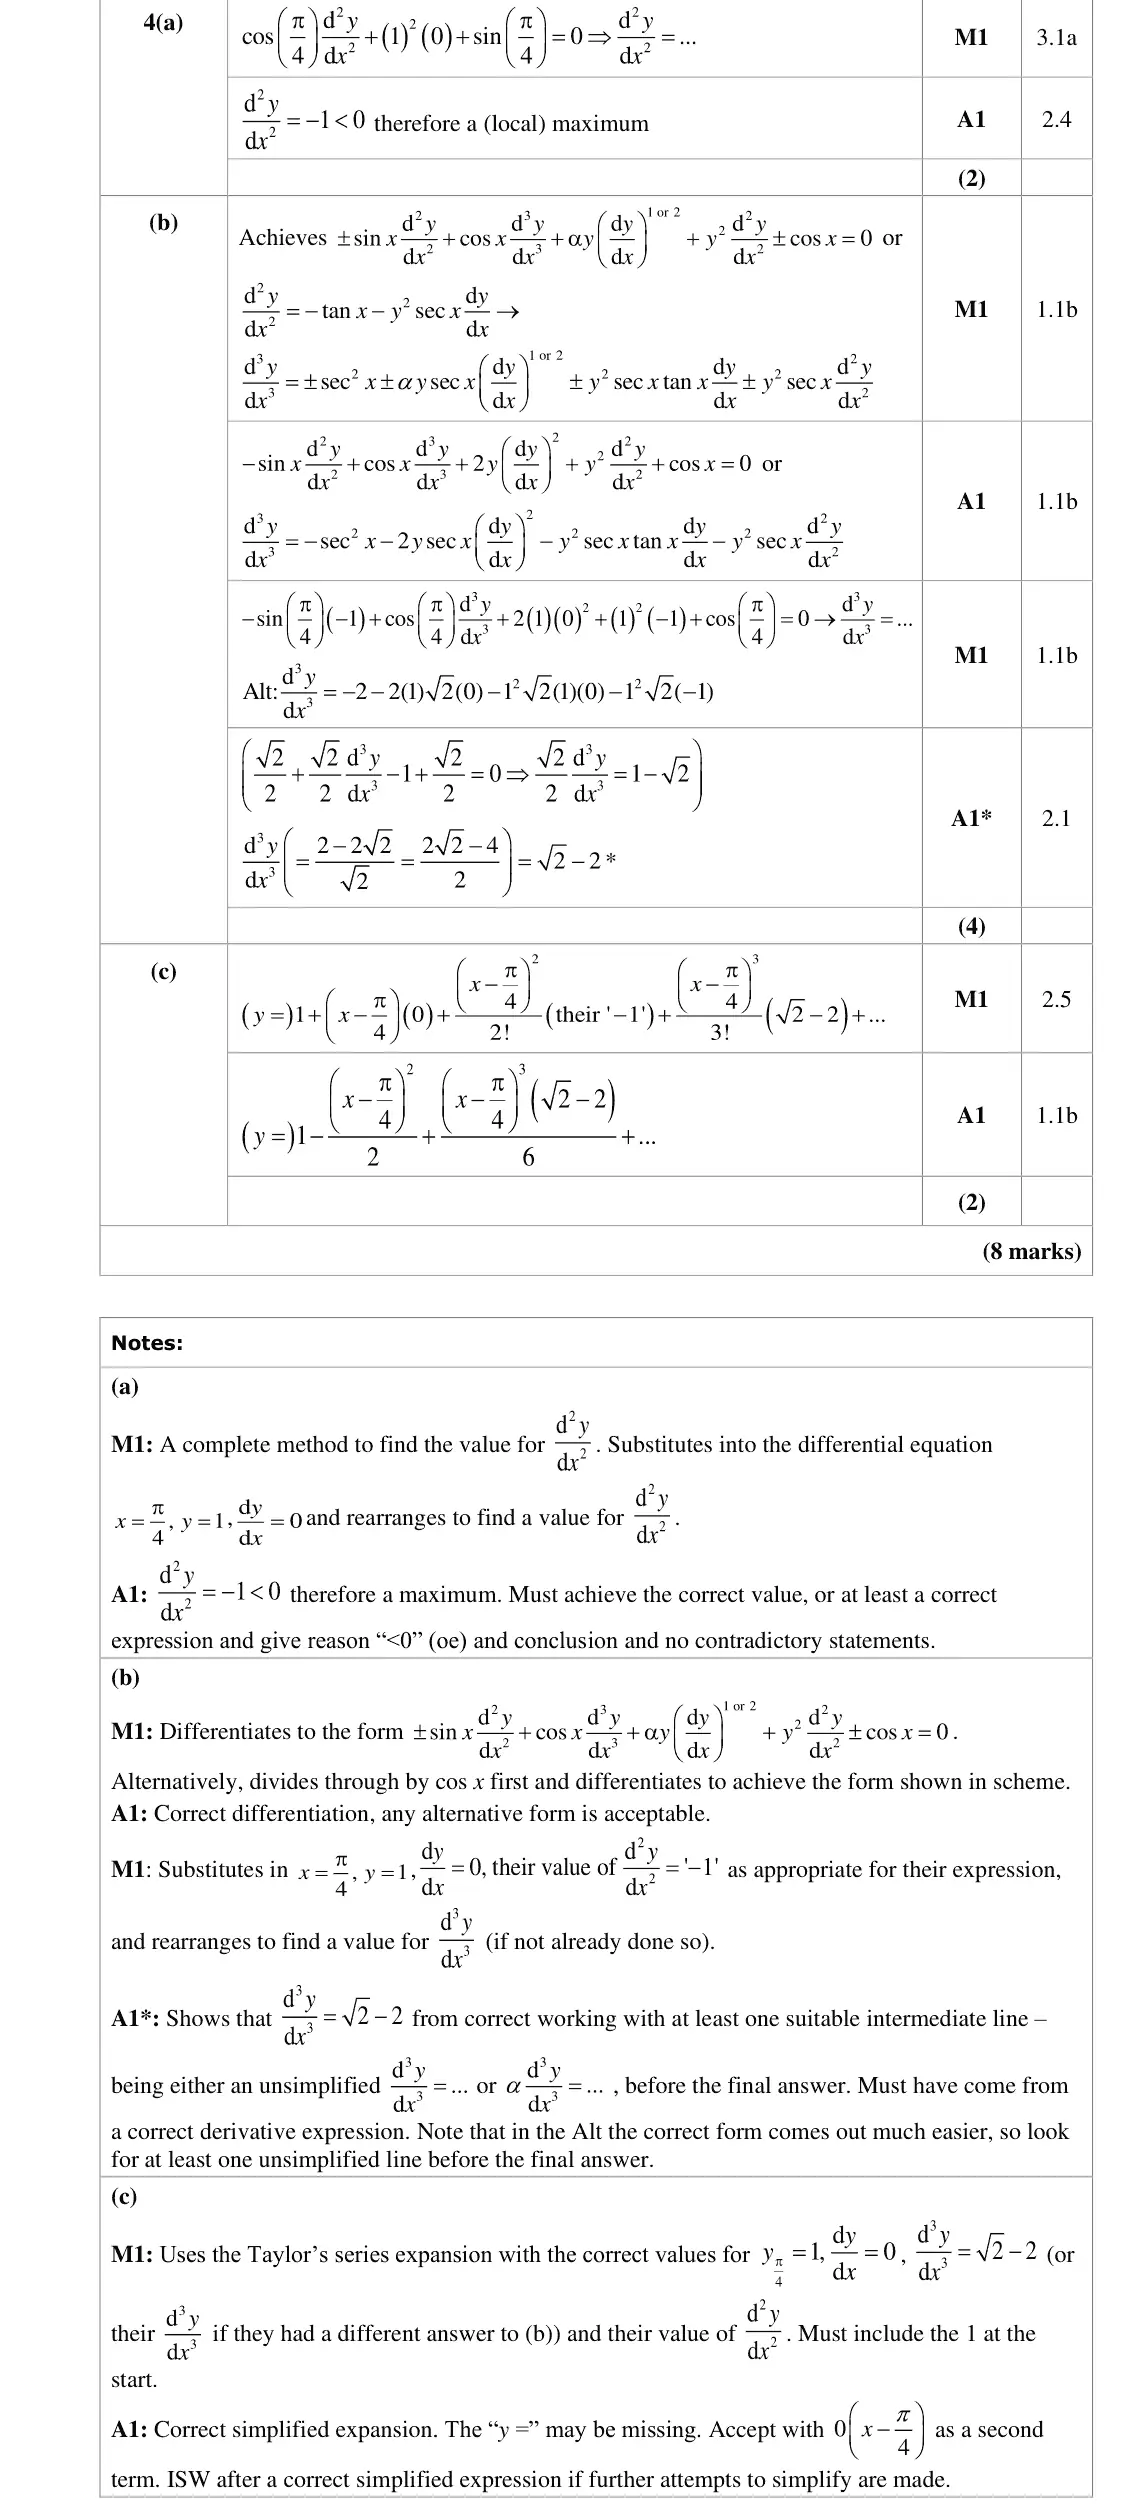 4(a) cos(π/4) d²y/dx² + (1)²(0) + sin(π/4) = 0 ⇒ d²y/dx² = ... M1 3.1a
d²y/dx² = −1 < 0 therefore a (local) maximum A1 2.4
(2)
(b) Achieves ±sin x d²y/dx² + cos x d³y/dx³ + αy(dy/dx)^(1 or 2) + y² d²y/dx² ± cos x = 0 or
d²y/dx² = −tan x − y² sec x dy/dx → M1 1.1b
d³y/dx³ = ±sec² x ± αy sec x (dy/dx)^(1 or 2) ± y² sec x tan x dy/dx ± y² sec x d²y/dx²
−sin x d²y/dx² + cos x d³y/dx³ + 2y(dy/dx)² + y² d²y/dx² + cos x = 0 or A1 1.1b
d³y/dx³ = −sec² x − 2y sec x (dy/dx)² − y² sec x tan x dy/dx − y² sec x d²y/dx²
−sin(π/4)(−1) + cos(π/4) d³y/dx³ + 2(1)(0)² + (1)²(−1) + cos(π/4) = 0 → d³y/dx³ = ... M1 1.1b
Alt: d³y/dx³ = −2 − 2(1)√2(0) − 1²√2(1)(0) − 1²√2(−1)
(√2/2 + √2/2 d³y/dx³ − 1 + √2/2 = 0 ⇒ √2/2 d³y/dx³ = 1 − √2) A1* 2.1
d³y/dx³ (= (2 − 2√2)/√2 = (2√2 − 4)/2) = √2 − 2 *
(4)
(c) (y =)1 + (x − π/4)(0) + (x − π/4)²/2! (their '−1') + (x − π/4)³/3! (√2 − 2) + ... M1 2.5
(y =)1 − (x − π/4)²/2 + (x − π/4)³(√2 − 2)/6 + ... A1 1.1b
(2)
(8 marks)
Notes:
(a)
M1: A complete method to find the value for d²y/dx² . Substitutes into the differential equation
x = π/4, y = 1, dy/dx = 0 and rearranges to find a value for d²y/dx² .
A1: d²y/dx² = −1 < 0 therefore a maximum. Must achieve the correct value, or at least a correct
expression and give reason “<0” (oe) and conclusion and no contradictory statements.
(b)
M1: Differentiates to the form ±sin x d²y/dx² + cos x d³y/dx³ + αy(dy/dx)^(1 or 2) + y² d²y/dx² ± cos x = 0 .
Alternatively, divides through by cos x first and differentiates to achieve the form shown in scheme.
A1: Correct differentiation, any alternative form is acceptable.
M1: Substitutes in x = π/4, y = 1, dy/dx = 0, their value of d²y/dx² = '−1' as appropriate for their expression,
and rearranges to find a value for d³y/dx³ (if not already done so).
A1*: Shows that d³y/dx³ = √2 − 2 from correct working with at least one suitable intermediate line –
being either an unsimplified d³y/dx³ = ... or α d³y/dx³ = ... , before the final answer. Must have come from
a correct derivative expression. Note that in the Alt the correct form comes out much easier, so look
for at least one unsimplified line before the final answer.
(c)
M1: Uses the Taylor’s series expansion with the correct values for y_(π/4) = 1, dy/dx = 0 , d³y/dx³ = √2 − 2 (or
their d³y/dx³ if they had a different answer to (b)) and their value of d²y/dx² . Must include the 1 at the
start.
A1: Correct simplified expansion. The “y =” may be missing. Accept with 0(x − π/4) as a second
term. ISW after a correct simplified expression if further attempts to simplify are made.